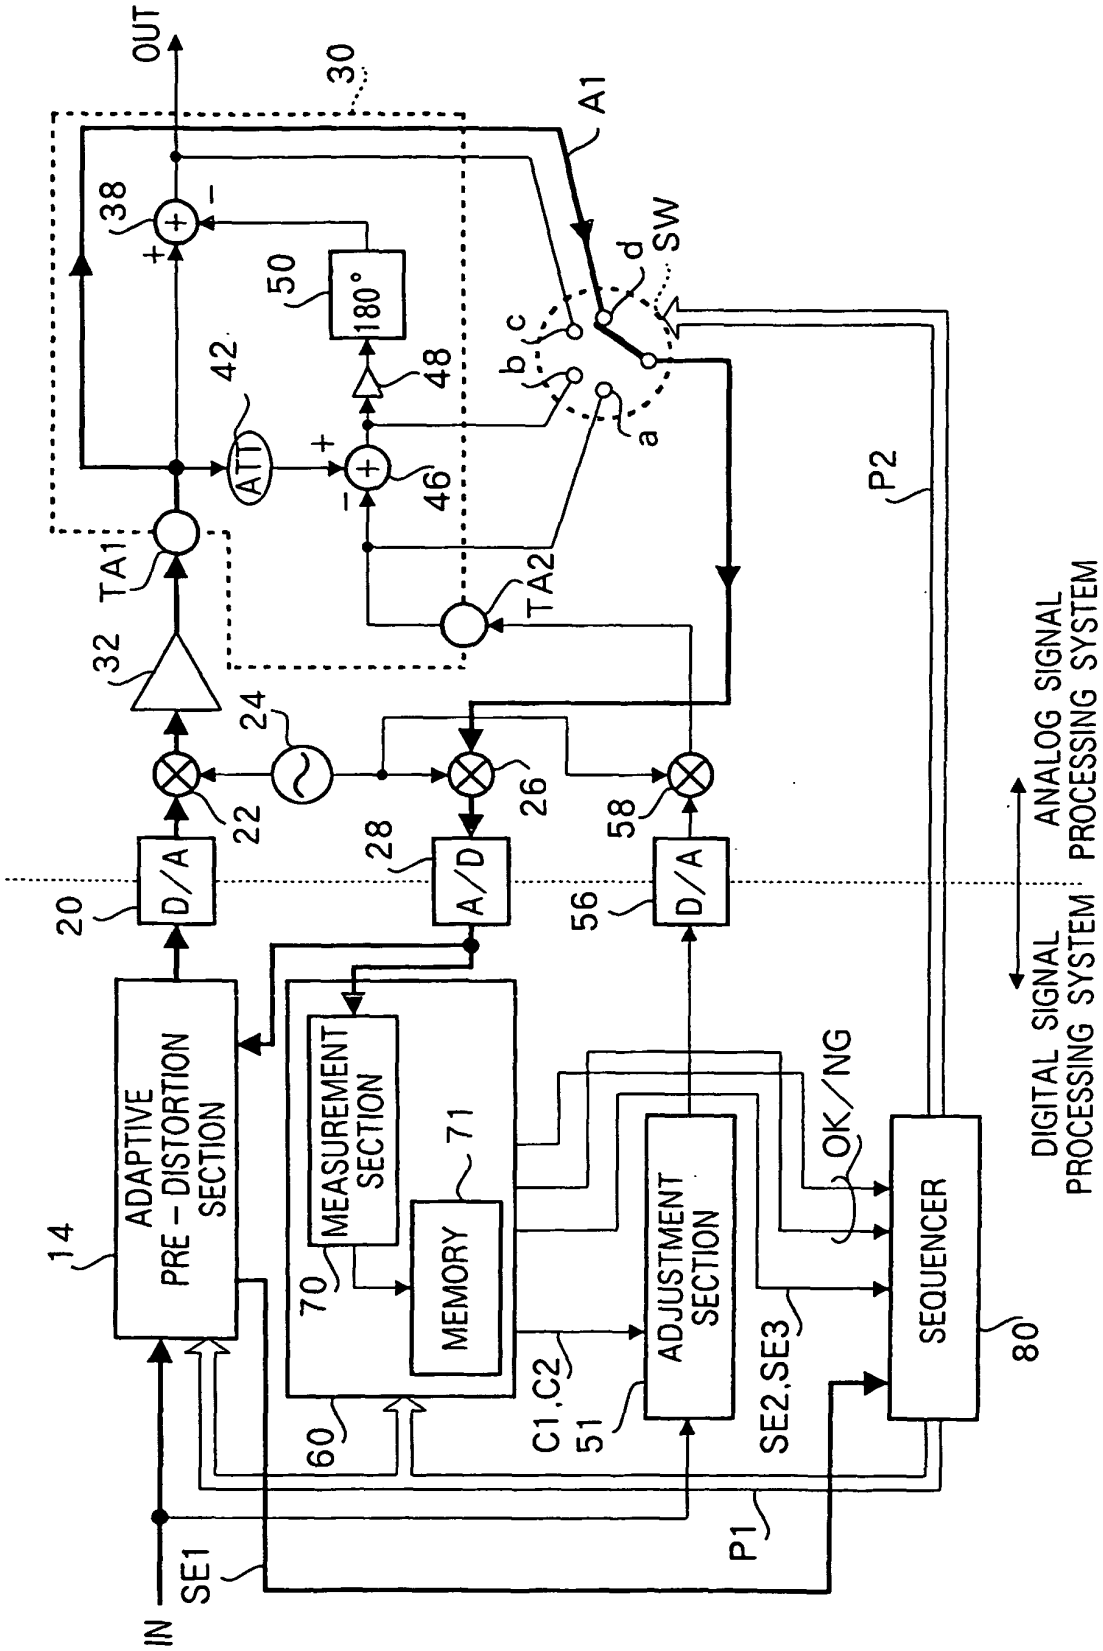 IN
SE1
14
ADAPTIVE
PRE-DISTORTION
SECTION
20
D/A
22
24
32
TA1
42
ATT
38
+
+
−
OUT
30
50
180°
48
46
+
+
−
TA2
A1
SW
a
b
c
d
28
A/D
26
56
D/A
58
60
70
MEASUREMENT
SECTION
71
MEMORY
C1,C2
51
ADJUSTMENT
SECTION
SE2,SE3
OK/NG
80
SEQUENCER
P1
P2
DIGITAL SIGNAL
PROCESSING SYSTEM
ANALOG SIGNAL
PROCESSING SYSTEM